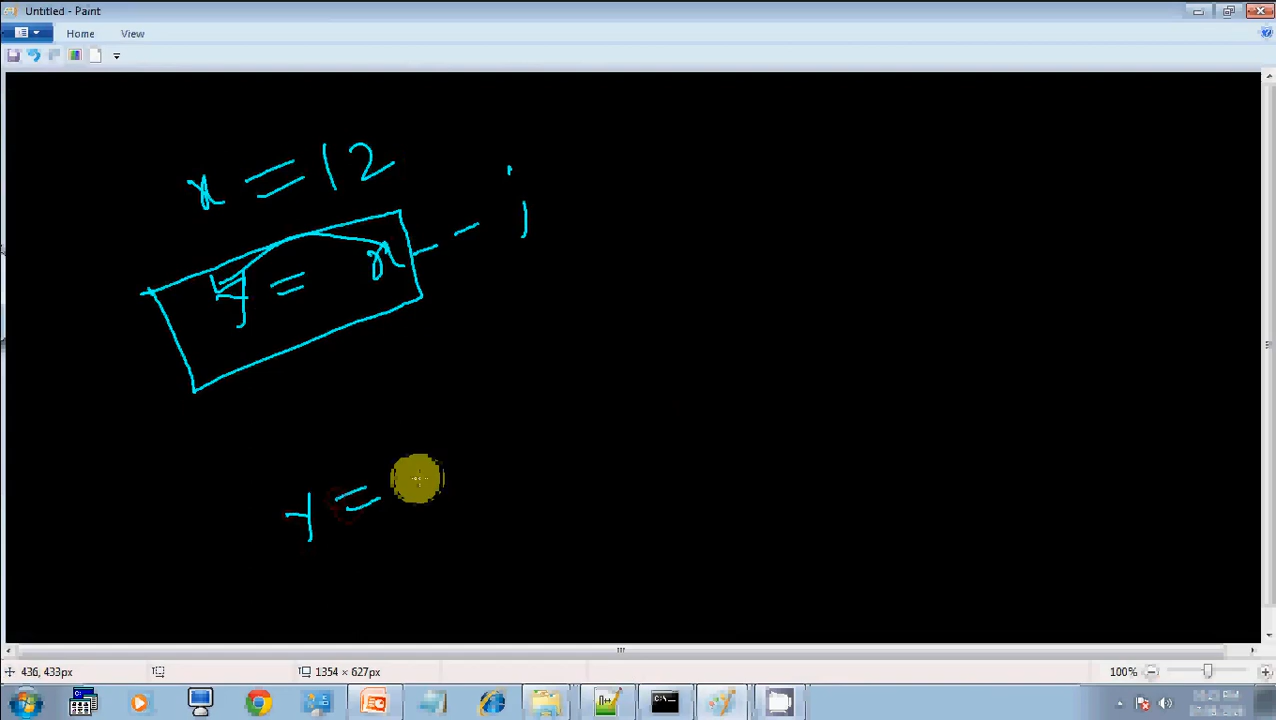 Untitled - Paint
Home View
x = 12
y = x -- ;
y =
436, 433px
1354 × 627px
100%